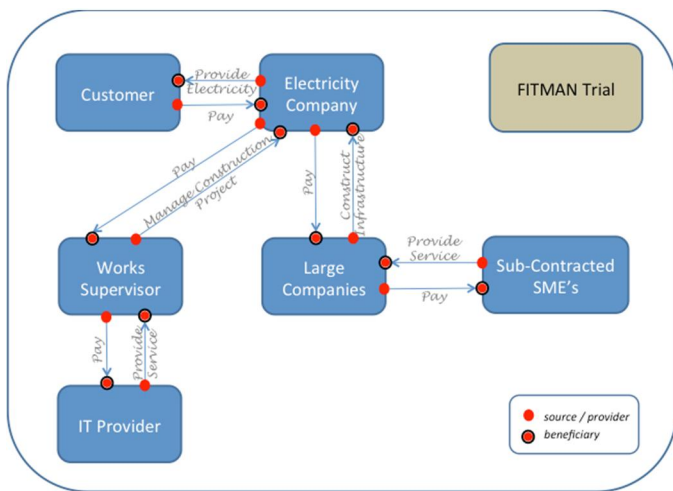 Customer
Provide
Electricity
Pay
Electricity
Company
FITMAN Trial
Pay
Manage Construction
Project
Pay
Construct
Infrastructure
Works
Supervisor
Large
Companies
Provide
Service
Pay
Sub-Contracted
SME's
Pay
Provide
Service
IT Provider
source / provider
beneficiary